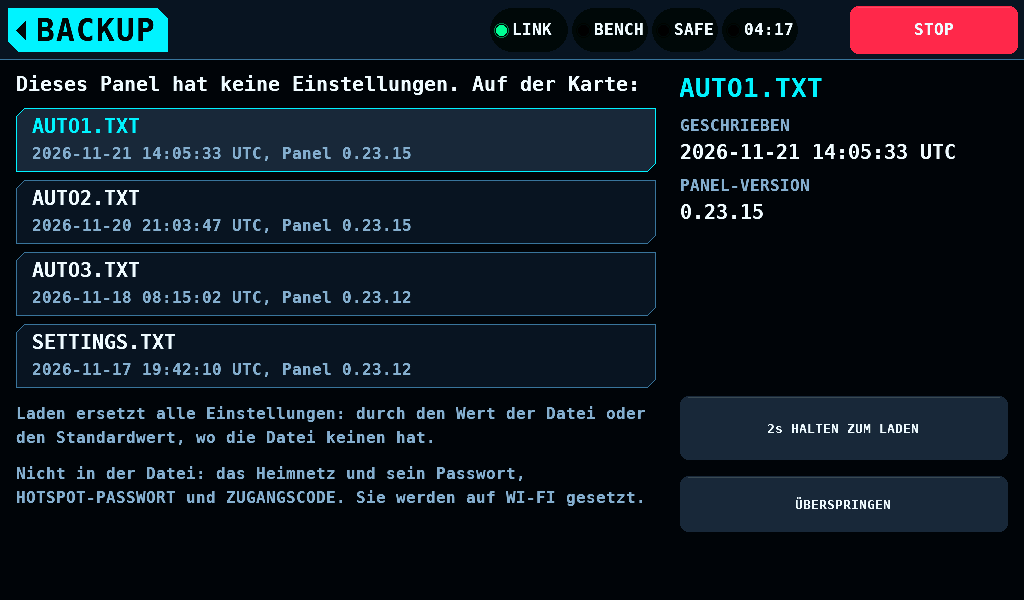 BACKUP
LINK
BENCH
SAFE
04:17
STOP
Dieses Panel hat keine Einstellungen. Auf der Karte:
AUTO1.TXT
2026-11-21 14:05:33 UTC, Panel 0.23.15
AUTO2.TXT
2026-11-20 21:03:47 UTC, Panel 0.23.15
AUTO3.TXT
2026-11-18 08:15:02 UTC, Panel 0.23.12
SETTINGS.TXT
2026-11-17 19:42:10 UTC, Panel 0.23.12
Laden ersetzt alle Einstellungen: durch den Wert der Datei oder
den Standardwert, wo die Datei keinen hat.
Nicht in der Datei: das Heimnetz und sein Passwort,
HOTSPOT-PASSWORT und ZUGANGSCODE. Sie werden auf WI-FI gesetzt.
AUTO1.TXT
GESCHRIEBEN
2026-11-21 14:05:33 UTC
PANEL-VERSION
0.23.15
2s HALTEN ZUM LADEN
ÜBERSPRINGEN